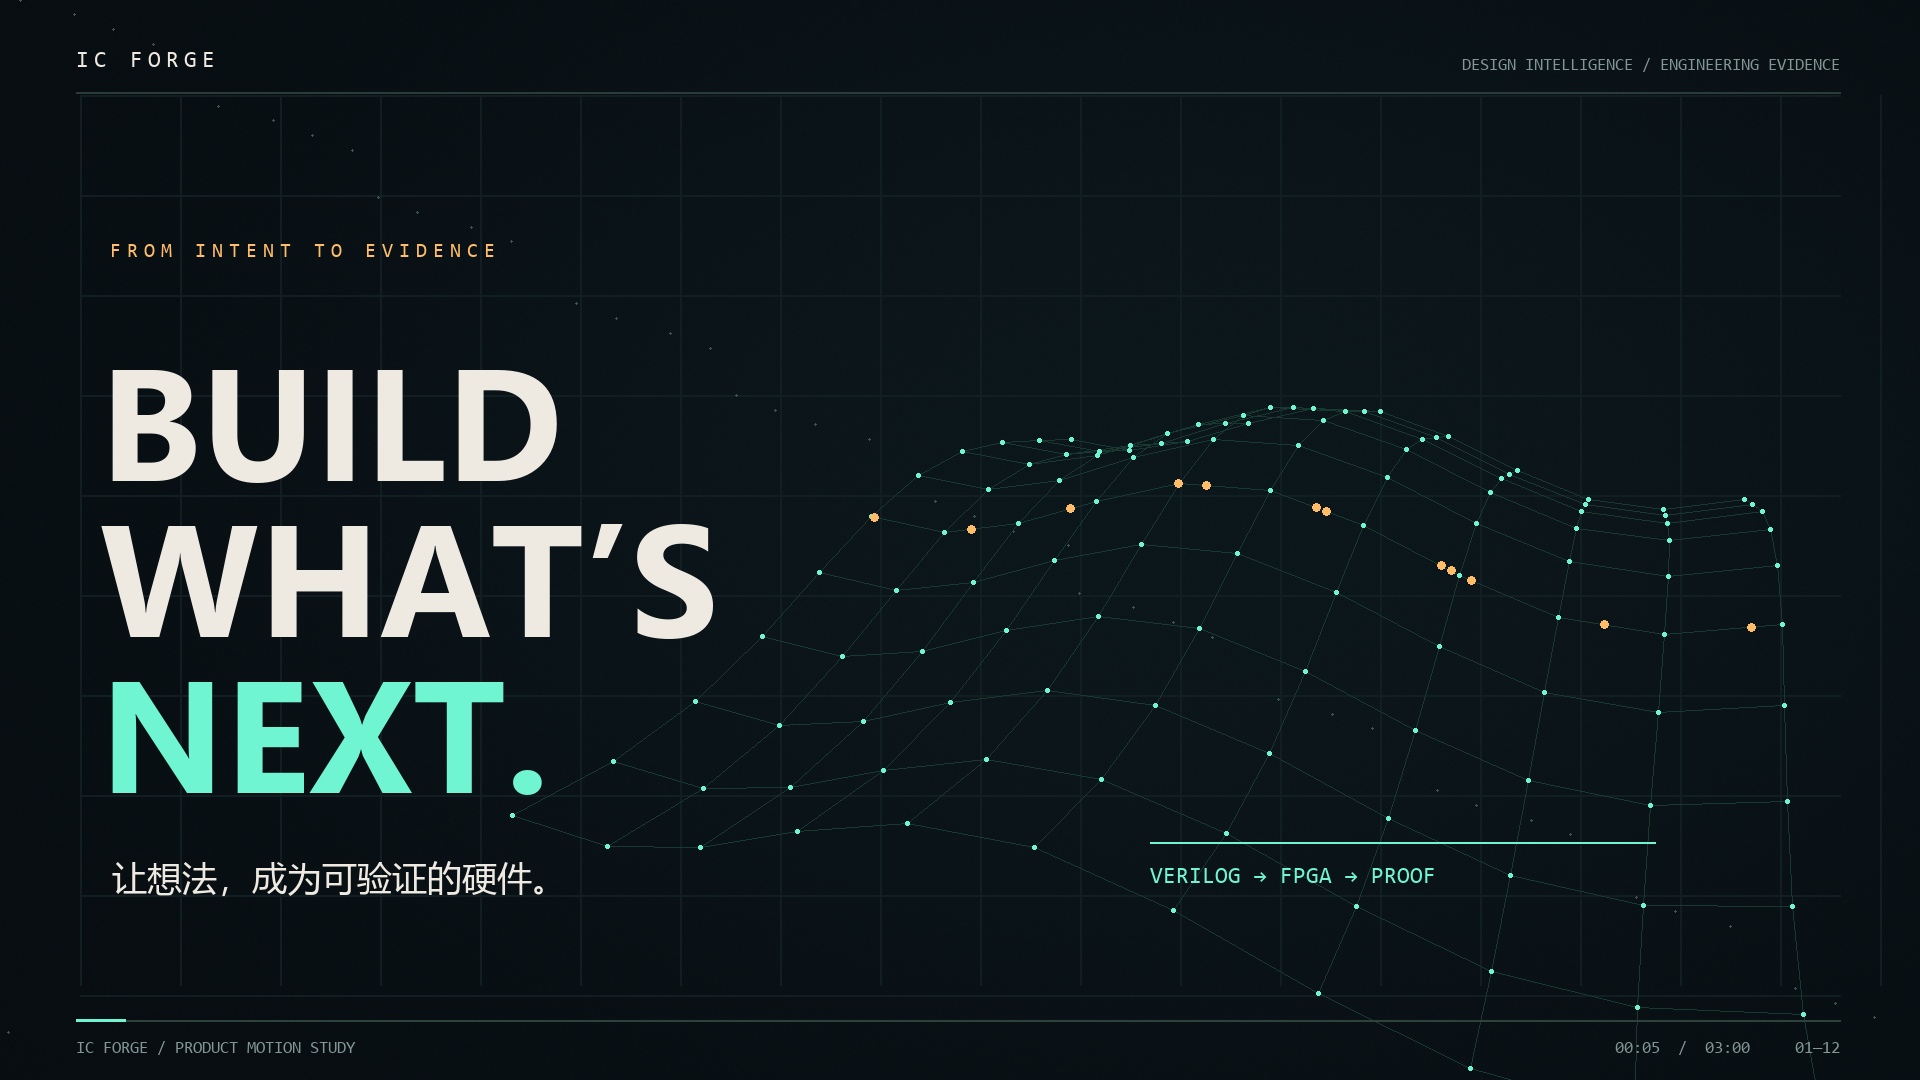 IC FORGE
DESIGN INTELLIGENCE / ENGINEERING EVIDENCE
FROM INTENT TO EVIDENCE
BUILD
WHAT’S
NEXT.
让想法，成为可验证的硬件。
VERILOG → FPGA → PROOF
IC FORGE / PRODUCT MOTION STUDY
00:05 / 03:00 01—12